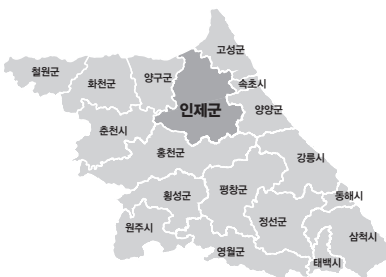 고성군
철원군
화천군
양구군
속초시
인제군
양양군
춘천시
홍천군
강릉시
횡성군
평창군
동해시
원주시
정선군
삼척시
영월군
태백시